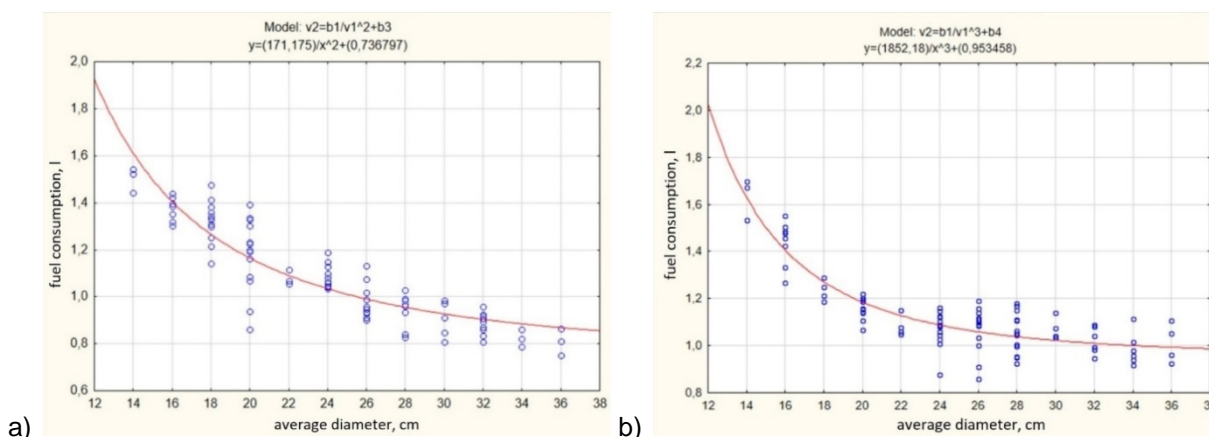 Model: v2=b1/v1^2+b3
y=(171,175)/x^2+(0,736797)
2,0
1,8
1,6
1,4
1,2
1,0
0,8
0,6
fuel consumption, l
12 14 16 18 20 22 24 26 28 30 32 34 36 38
average diameter, cm
a)
Model: v2=b1/v1^3+b4
y=(1852,18)/x^3+(0,953458)
2,2
2,0
1,8
1,6
1,4
1,2
1,0
0,8
fuel consumption, l
12 14 16 18 20 22 24 26 28 30 32 34 36 38
average diameter, cm
b)